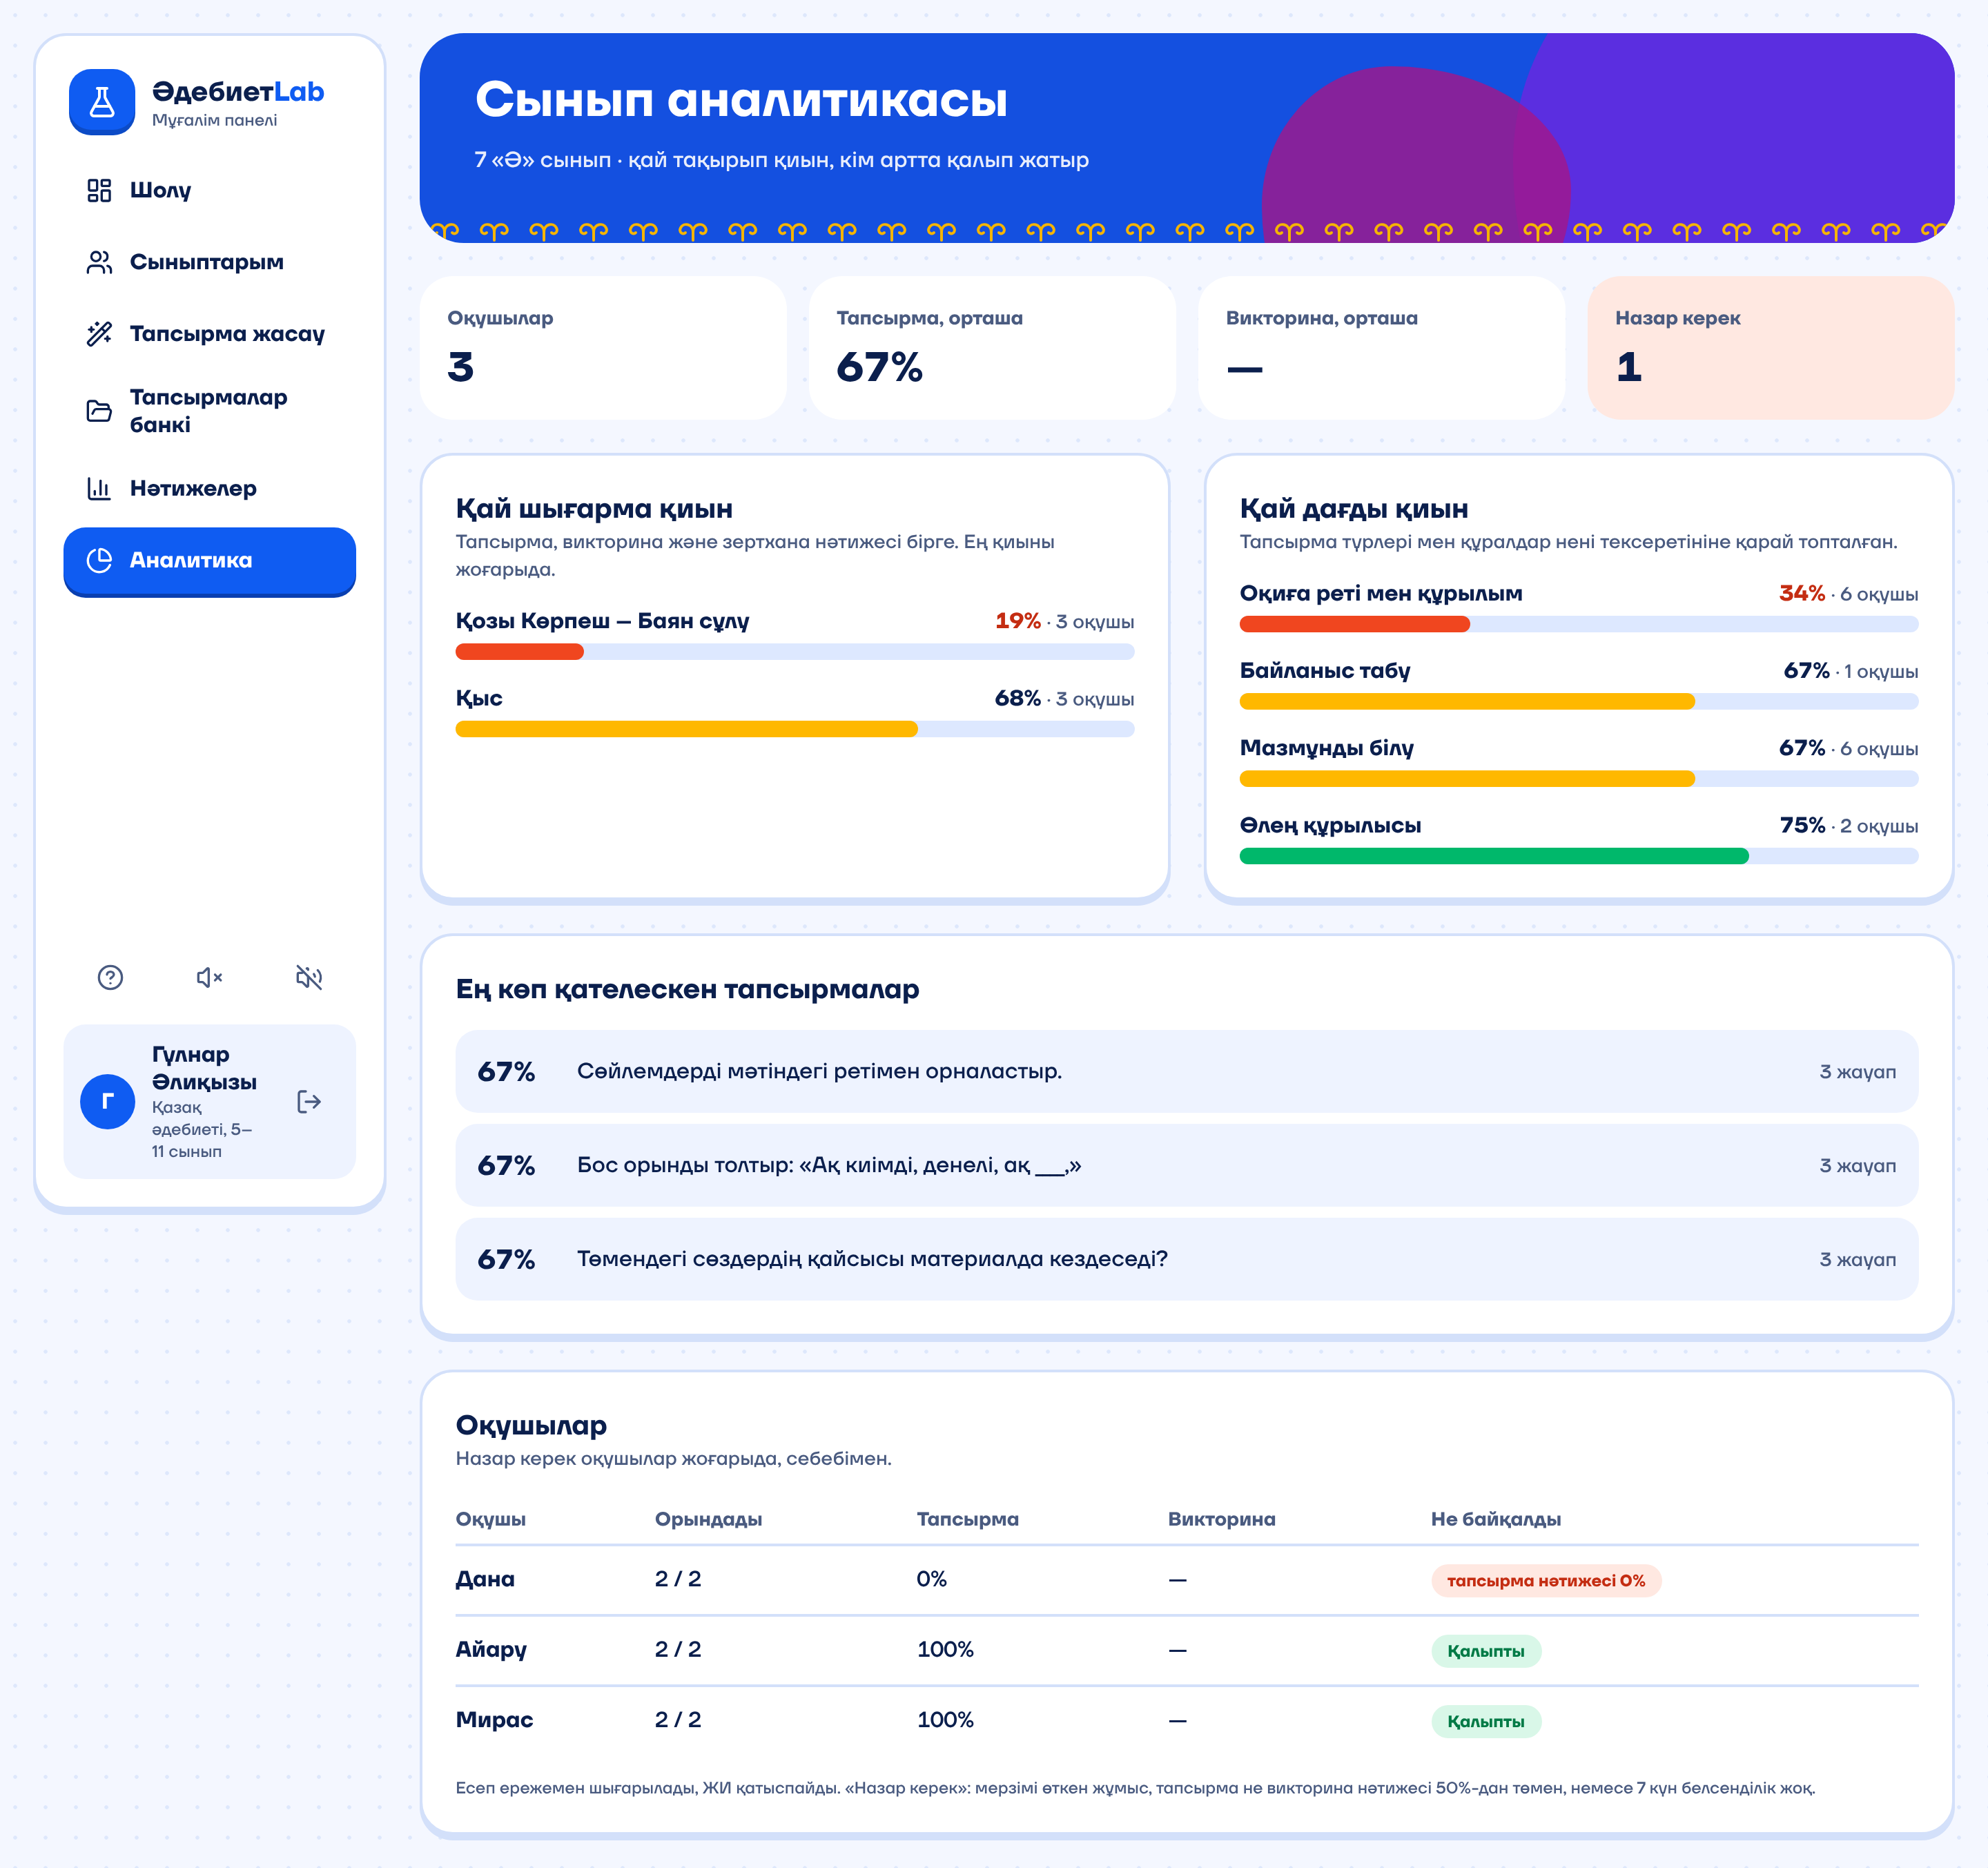 ӘдебиетLab
Мұғалім панелі
Шолу
Сыныптарым
Тапсырма жасау
Тапсырмалар
банкі
Нәтижелер
Аналитика
Гүлнар
Әлиқызы
Г
Қазақ
әдебиеті, 5–
11 сынып
Сынып аналитикасы
7 «Ә» сынып · қай тақырып қиын, кім артта қалып жатыр
Оқушылар
3
Тапсырма, орташа
67%
Викторина, орташа
—
Назар керек
1
Қай шығарма қиын
Тапсырма, викторина және зертхана нәтижесі бірге. Ең қиыны
жоғарыда.
Қозы Көрпеш — Баян сұлу 19% · 3 оқушы
Қыс 68% · 3 оқушы
Қай дағды қиын
Тапсырма түрлері мен құралдар нені тексеретініне қарай топталған.
Оқиға реті мен құрылым 34% · 6 оқушы
Байланыс табу 67% · 1 оқушы
Мазмұнды білу 67% · 6 оқушы
Өлең құрылысы 75% · 2 оқушы
Ең көп қателескен тапсырмалар
67% Сөйлемдерді мәтіндегі ретімен орналастыр. 3 жауап
67% Бос орынды толтыр: «Ақ киімді, денелі, ақ ___,» 3 жауап
67% Төмендегі сөздердің қайсысы материалда кездеседі? 3 жауап
Оқушылар
Назар керек оқушылар жоғарыда, себебімен.
Оқушы Орындады Тапсырма Викторина Не байқалды
Дана 2 / 2 0% — тапсырма нәтижесі 0%
Айару 2 / 2 100% — Қалыпты
Мирас 2 / 2 100% — Қалыпты
Есеп ережемен шығарылады, ЖИ қатыспайды. «Назар керек»: мерзімі өткен жұмыс, тапсырма не викторина нәтижесі 50%-дан төмен, немесе 7 күн белсенділік жоқ.